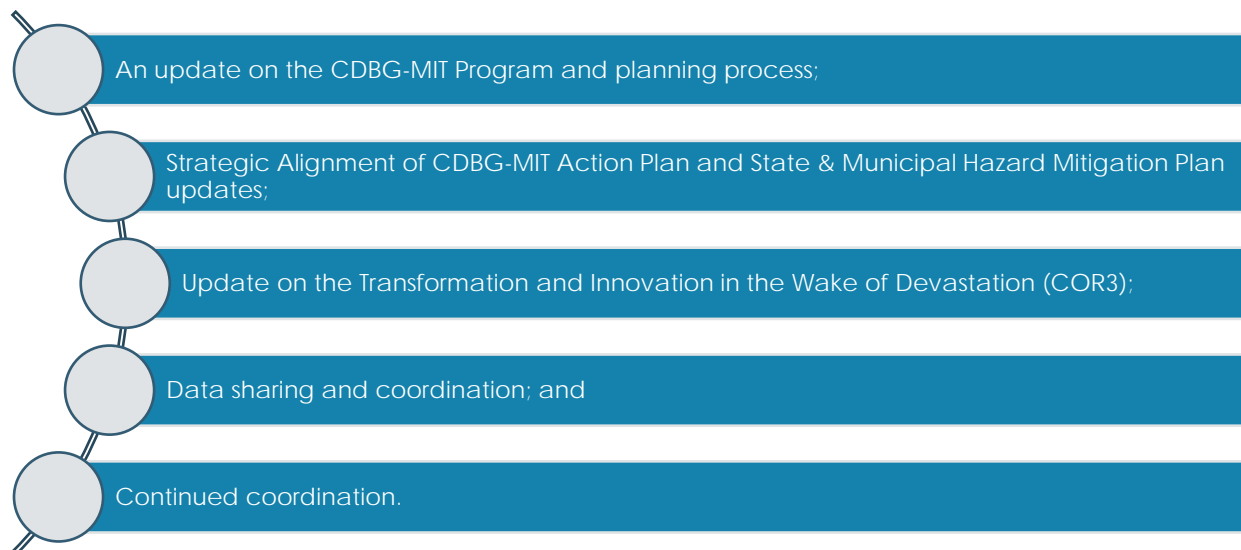 An update on the CDBG-MIT Program and planning process;
Strategic Alignment of CDBG-MIT Action Plan and State & Municipal Hazard Mitigation Plan
updates;
Update on the Transformation and Innovation in the Wake of Devastation (COR3);
Data sharing and coordination; and
Continued coordination.